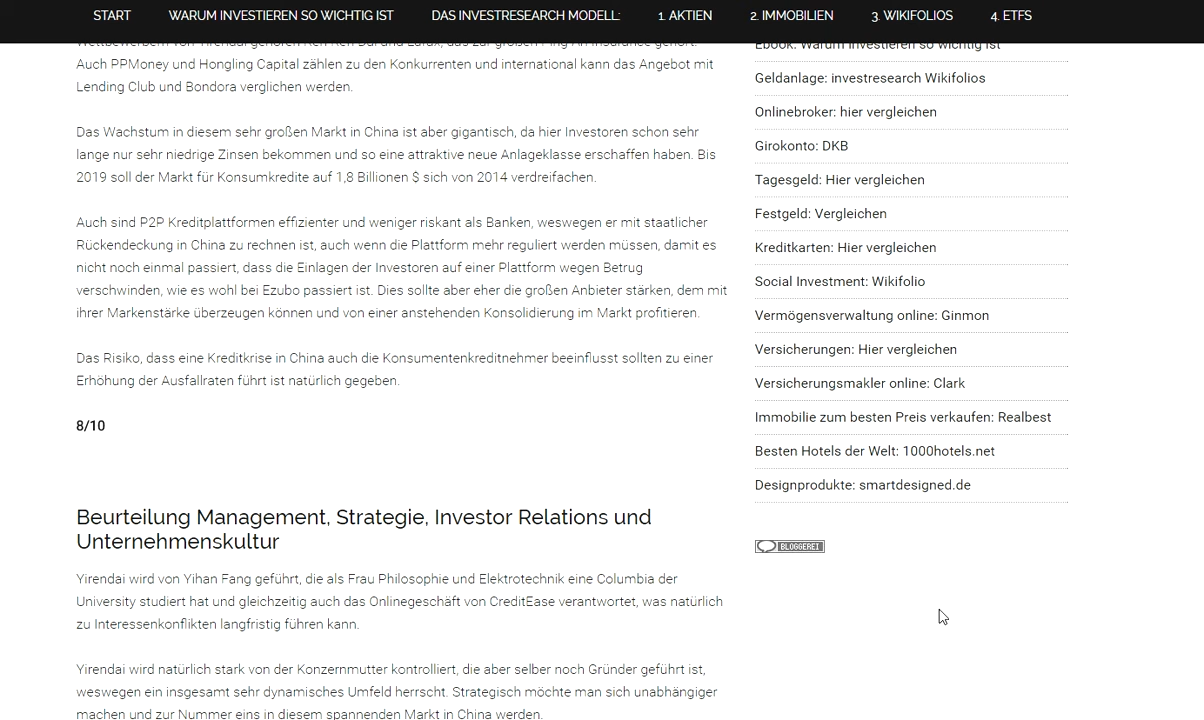 START WARUM INVESTIEREN SO WICHTIG IST DAS INVESTRESEARCH MODELL: 1. AKTIEN 2. IMMOBILIEN 3. WIKIFOLIOS 4. ETFS
Auch PPMoney und Hongling Capital zählen zu den Konkurrenten und international kann das Angebot mit
Lending Club und Bondora verglichen werden.
Das Wachstum in diesem sehr großen Markt in China ist aber gigantisch, da hier Investoren schon sehr
lange nur sehr niedrige Zinsen bekommen und so eine attraktive neue Anlageklasse erschaffen haben. Bis
2019 soll der Markt für Konsumkredite auf 1,8 Billionen $ sich von 2014 verdreifachen.
Auch sind P2P Kreditplattformen effizienter und weniger riskant als Banken, weswegen er mit staatlicher
Rückendeckung in China zu rechnen ist, auch wenn die Plattform mehr reguliert werden müssen, damit es
nicht noch einmal passiert, dass die Einlagen der Investoren auf einer Plattform wegen Betrug
verschwinden, wie es wohl bei Ezubo passiert ist. Dies sollte aber eher die großen Anbieter stärken, dem mit
ihrer Markenstärke überzeugen können und von einer anstehenden Konsolidierung im Markt profitieren.
Das Risiko, dass eine Kreditkrise in China auch die Konsumentenkreditnehmer beeinflusst sollten zu einer
Erhöhung der Ausfallraten führt ist natürlich gegeben.
8/10
Beurteilung Management, Strategie, Investor Relations und
Unternehmenskultur
Yirendai wird von Yihan Fang geführt, die als Frau Philosophie und Elektrotechnik eine Columbia der
University studiert hat und gleichzeitig auch das Onlinegeschäft von CreditEase verantwortet, was natürlich
zu Interessenkonflikten langfristig führen kann.
Yirendai wird natürlich stark von der Konzernmutter kontrolliert, die aber selber noch Gründer geführt ist,
weswegen ein insgesamt sehr dynamisches Umfeld herrscht. Strategisch möchte man sich unabhängiger
machen und zur Nummer eins in diesem spannenden Markt in China werden.
Ebook: Warum Investieren so wichtig ist
Geldanlage: investresearch Wikifolios
Onlinebroker: hier vergleichen
Girokonto: DKB
Tagesgeld: Hier vergleichen
Festgeld: Vergleichen
Kreditkarten: Hier vergleichen
Social Investment: Wikifolio
Vermögensverwaltung online: Ginmon
Versicherungen: Hier vergleichen
Versicherungsmakler online: Clark
Immobilie zum besten Preis verkaufen: Realbest
Besten Hotels der Welt: 1000hotels.net
Designprodukte: smartdesigned.de
BLOGGEREI